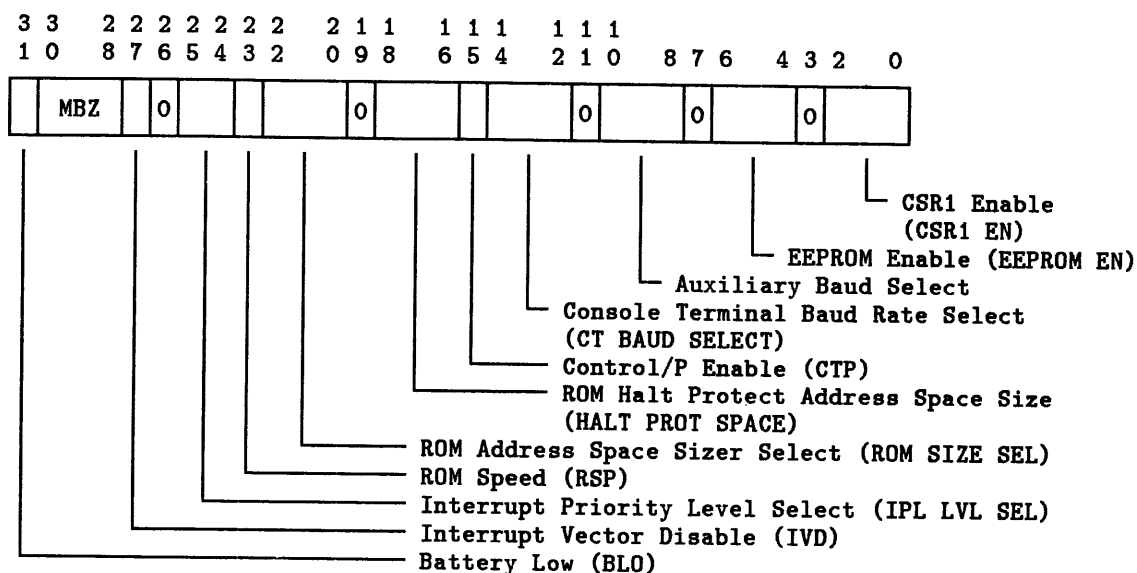 3 3 2 2 2 2 2 2 2 2 1 1 1 1 1 1 1 1
1 0 8 7 6 5 4 3 2 0 9 8 6 5 4 2 1 0 8 7 6 4 3 2 0
MBZ 0 0 0 0 0
CSR1 Enable
(CSR1 EN)
EEPROM Enable (EEPROM EN)
Auxiliary Baud Select
Console Terminal Baud Rate Select
(CT BAUD SELECT)
Control/P Enable (CTP)
ROM Halt Protect Address Space Size
(HALT PROT SPACE)
ROM Address Space Sizer Select (ROM SIZE SEL)
ROM Speed (RSP)
Interrupt Priority Level Select (IPL LVL SEL)
Interrupt Vector Disable (IVD)
Battery Low (BLO)